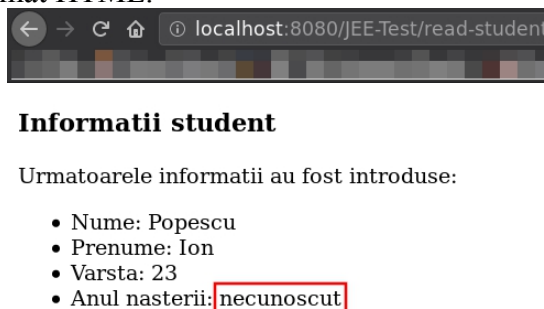 localhost:8080/JEE-Test/read-student
Informatii student
Urmatoarele informatii au fost introduse:
• Nume: Popescu
• Prenume: Ion
• Varsta: 23
• Anul nasterii: necunoscut